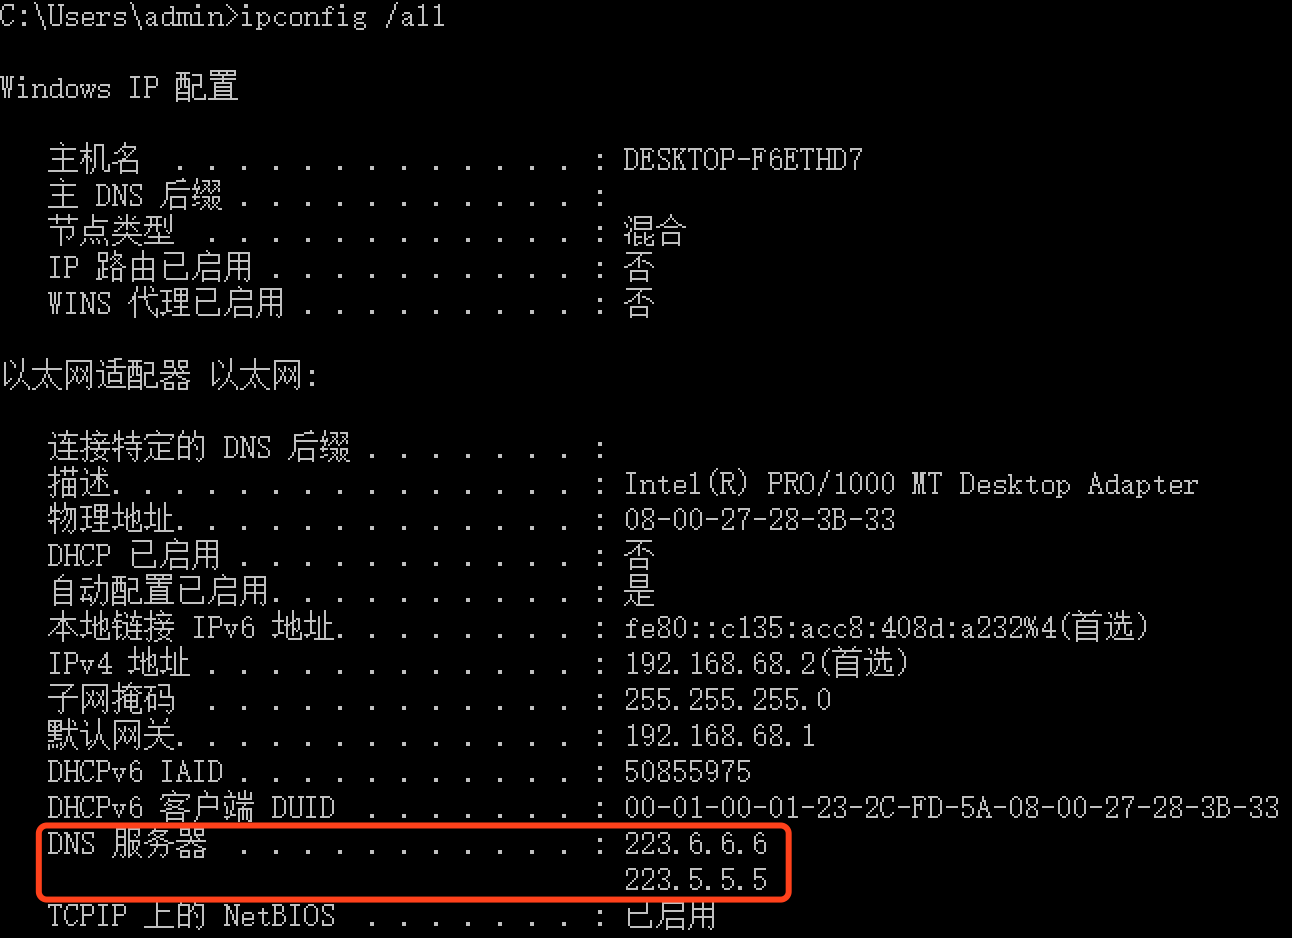 C:\Users\admin>ipconfig /all
Windows IP 配置
主机名 . . . . . . . . . . . . . . : DESKTOP-F6ETHD7
主 DNS 后缀 . . . . . . . . . . . :
节点类型 . . . . . . . . . . . . . : 混合
IP 路由已启用 . . . . . . . . . . : 否
WINS 代理已启用 . . . . . . . . . : 否
以太网适配器 以太网:
连接特定的 DNS 后缀 . . . . . . . :
描述. . . . . . . . . . . . . . . : Intel(R) PRO/1000 MT Desktop Adapter
物理地址. . . . . . . . . . . . . : 08-00-27-28-3B-33
DHCP 已启用 . . . . . . . . . . . : 否
自动配置已启用. . . . . . . . . . : 是
本地链接 IPv6 地址. . . . . . . . : fe80::c135:acc8:408d:a232%4(首选)
IPv4 地址 . . . . . . . . . . . . : 192.168.68.2(首选)
子网掩码 . . . . . . . . . . . . : 255.255.255.0
默认网关. . . . . . . . . . . . . : 192.168.68.1
DHCPv6 IAID . . . . . . . . . . . : 50855975
DHCPv6 客户端 DUID . . . . . . . : 00-01-00-01-23-2C-FD-5A-08-00-27-28-3B-33
DNS 服务器 . . . . . . . . . . . : 223.6.6.6
223.5.5.5
TCPIP 上的 NetBIOS . . . . . . . : 已启用